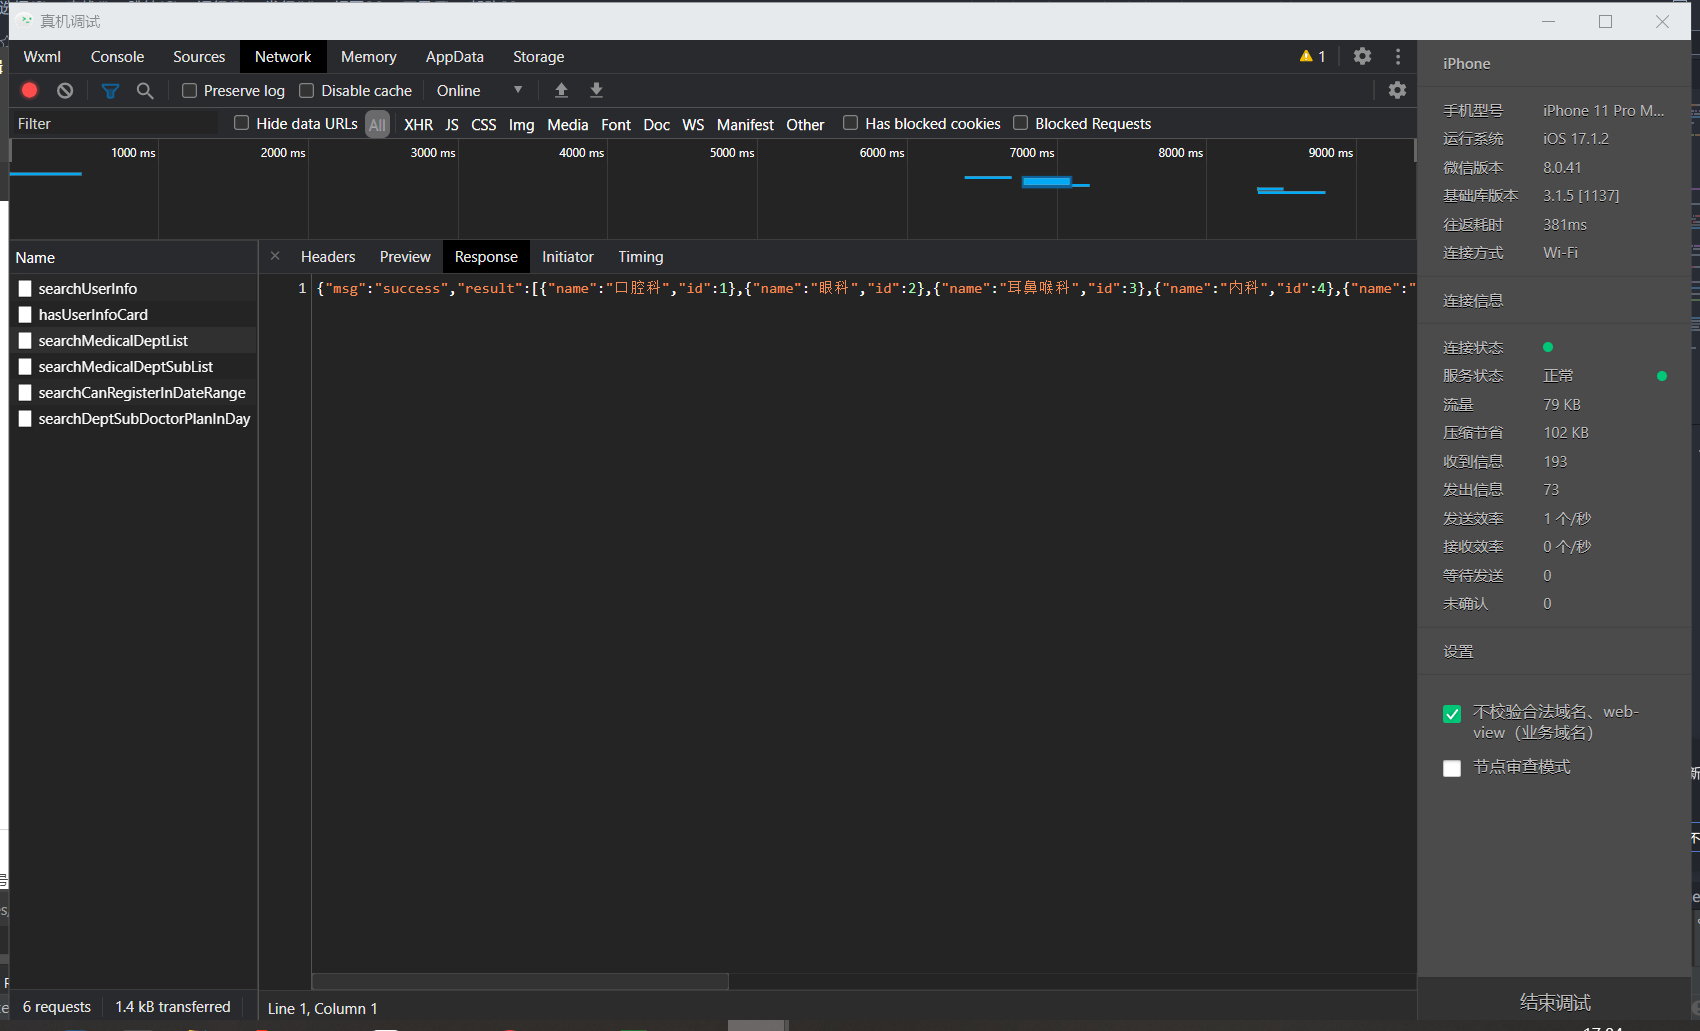 真机调试
Wxml Console Sources Network Memory AppData Storage 1
Preserve log Disable cache Online
Filter Hide data URLs All XHR JS CSS Img Media Font Doc WS Manifest Other Has blocked cookies Blocked Requests
1000 ms 2000 ms 3000 ms 4000 ms 5000 ms 6000 ms 7000 ms 8000 ms 9000 ms
Name
searchUserInfo
hasUserInfoCard
searchMedicalDeptList
searchMedicalDeptSubList
searchCanRegisterInDateRange
searchDeptSubDoctorPlanInDay
6 requests 1.4 kB transferred
× Headers Preview Response Initiator Timing
1 {"msg":"success","result":[{"name":"口腔科","id":1},{"name":"眼科","id":2},{"name":"耳鼻喉科","id":3},{"name":"内科","id":4},{"name":"
Line 1, Column 1
iPhone
手机型号 iPhone 11 Pro M...
运行系统 iOS 17.1.2
微信版本 8.0.41
基础库版本 3.1.5 [1137]
往返耗时 381ms
连接方式 Wi-Fi
连接信息
连接状态
服务状态 正常
流量 79 KB
压缩节省 102 KB
收到信息 193
发出信息 73
发送效率 1 个/秒
接收效率 0 个/秒
等待发送 0
未确认 0
设置
不校验合法域名、web-
view（业务域名）
节点审查模式
结束调试